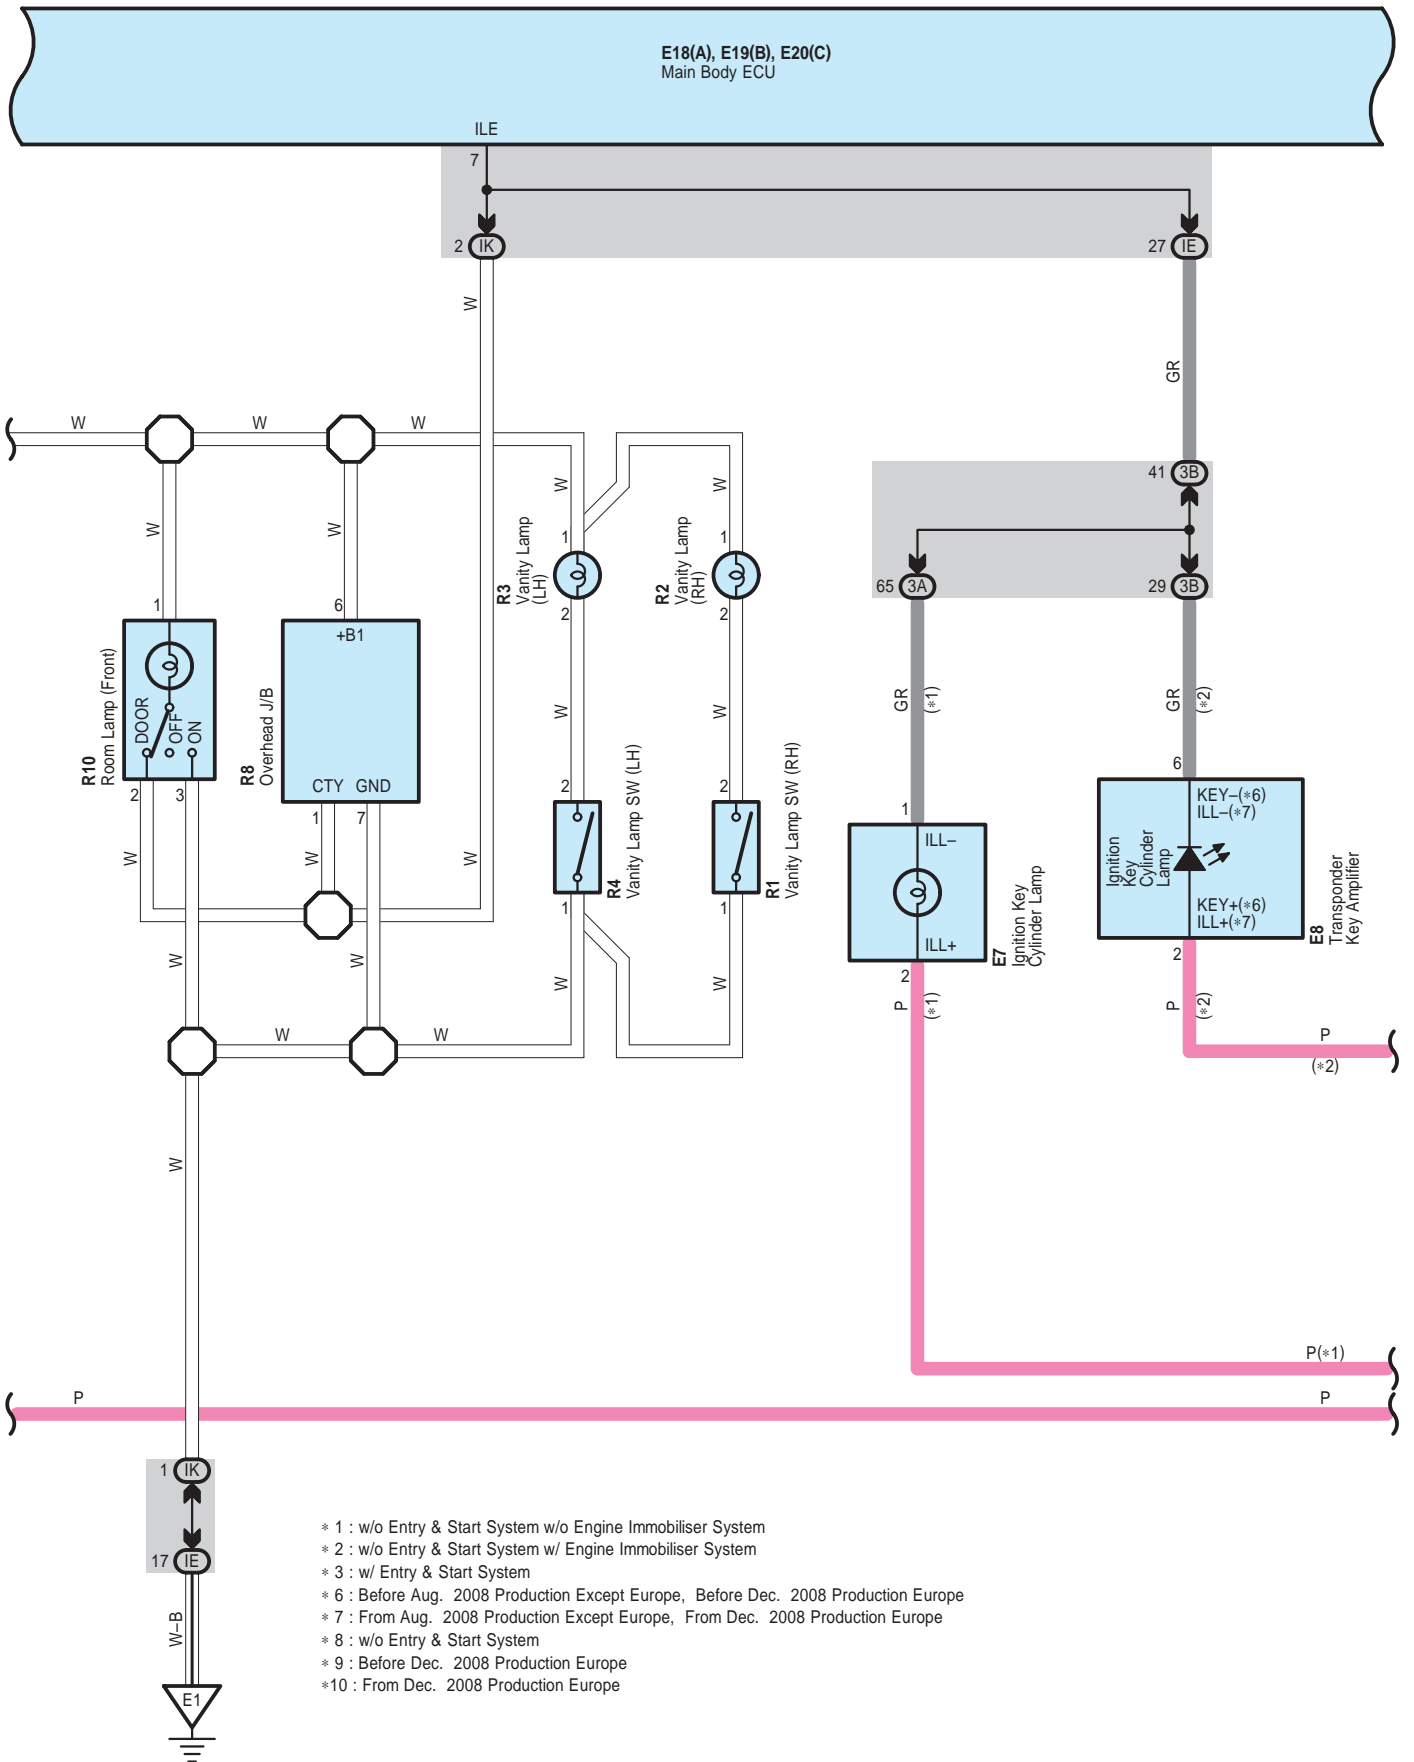 E18(A), E19(B), E20(C)
Main Body ECU
ILE
7
2 IK
27 IE
W
GR
W
W
W
41 3B
W
W
W
W
65 3A
29 3B
1
6
1
1
R3
Vanity Lamp
(LH)
R2
Vanity Lamp
(RH)
2
2
+B1
R10
Room Lamp (Front)
DOOR
OFF
ON
R8
Overhead J/B
CTY GND
W
W
GR
(∗1)
GR
(∗2)
2
3
1
7
2
2
R4
Vanity Lamp SW (LH)
R1
Vanity Lamp SW (RH)
1
6
W
W
W
ILL–
ILL+
E7
Ignition Key
Cylinder Lamp
KEY–(∗6)
ILL–(∗7)
Ignition
Key
Cylinder
Lamp
KEY+(∗6)
ILL+(∗7)
E8
Transponder
Key Amplifier
1
1
2
2
W
W
W
W
P
(∗1)
P
(∗2)
W
W
P
(∗2)
W
P(∗1)
P
P
1 IK
17 IE
W–B
E1
∗ 1 : w/o Entry & Start System w/o Engine Immobiliser System
∗ 2 : w/o Entry & Start System w/ Engine Immobiliser System
∗ 3 : w/ Entry & Start System
∗ 6 : Before Aug. 2008 Production Except Europe, Before Dec. 2008 Production Europe
∗ 7 : From Aug. 2008 Production Except Europe, From Dec. 2008 Production Europe
∗ 8 : w/o Entry & Start System
∗ 9 : Before Dec. 2008 Production Europe
∗10 : From Dec. 2008 Production Europe